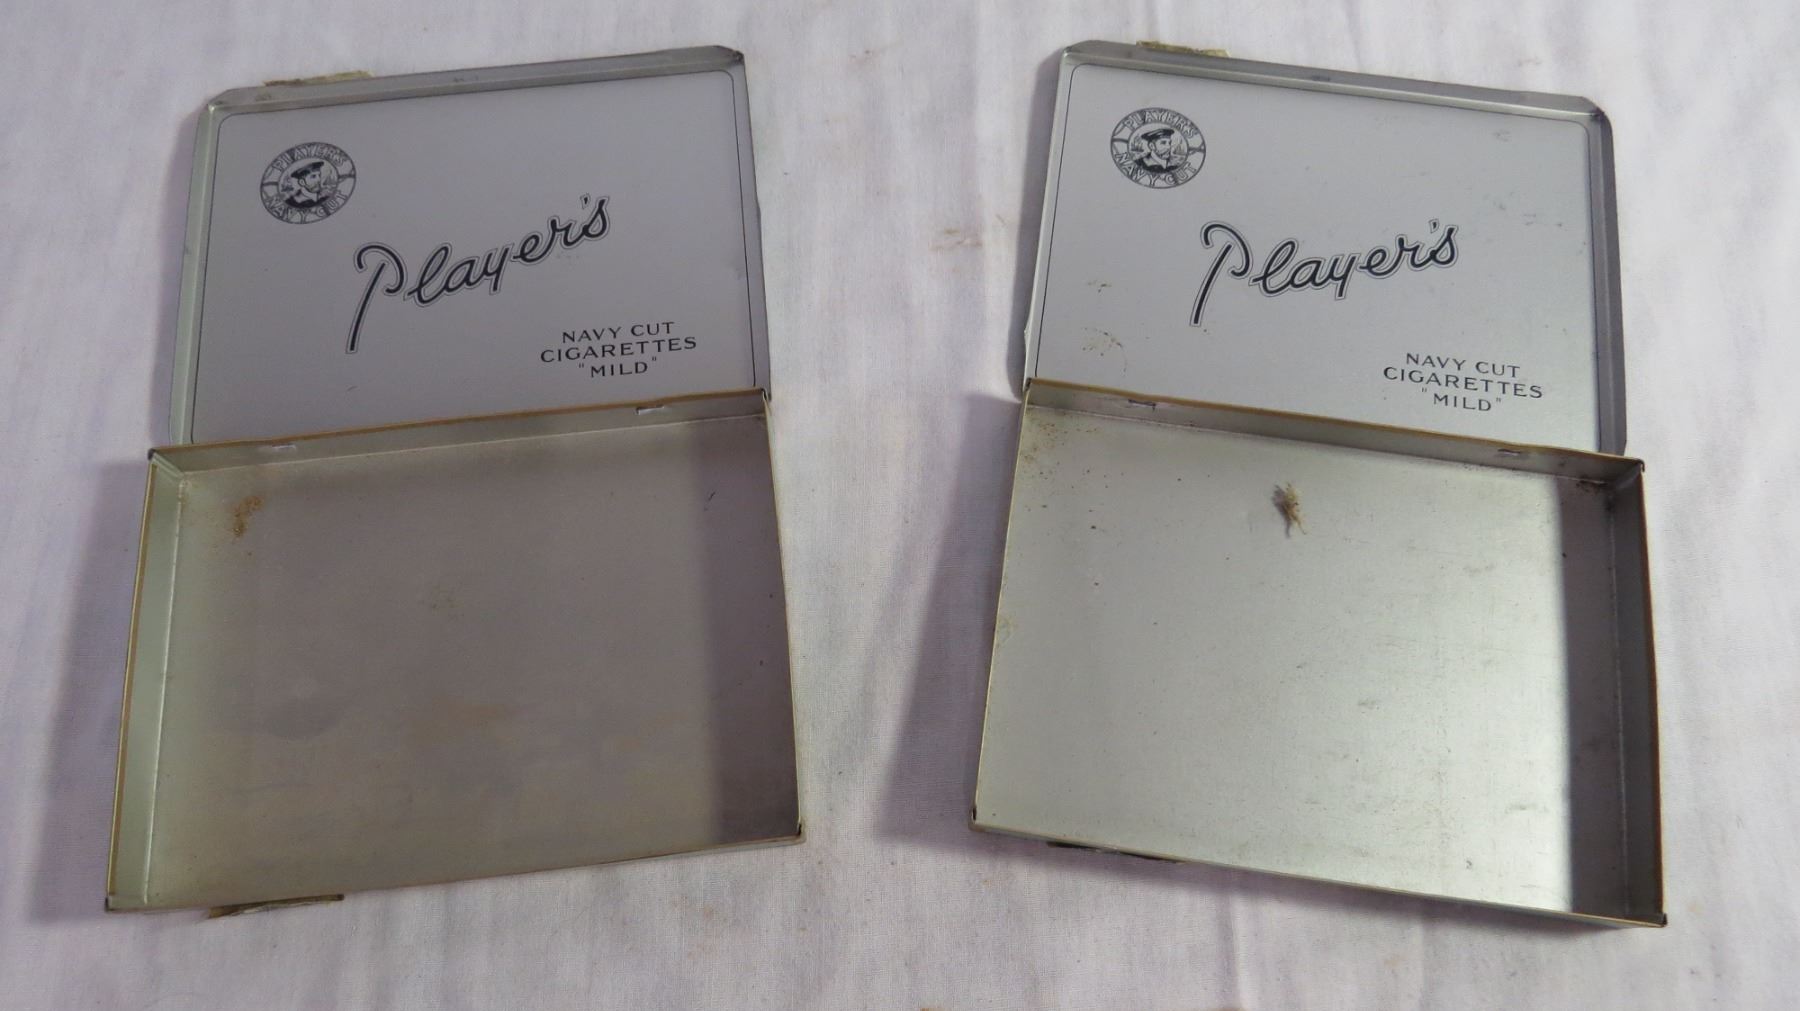 PLAYER'S
NAVY CUT
Player's
NAVY CUT
CIGARETTES
"MILD"
PLAYER'S
NAVY CUT
Player's
NAVY CUT
CIGARETTES
"MILD"